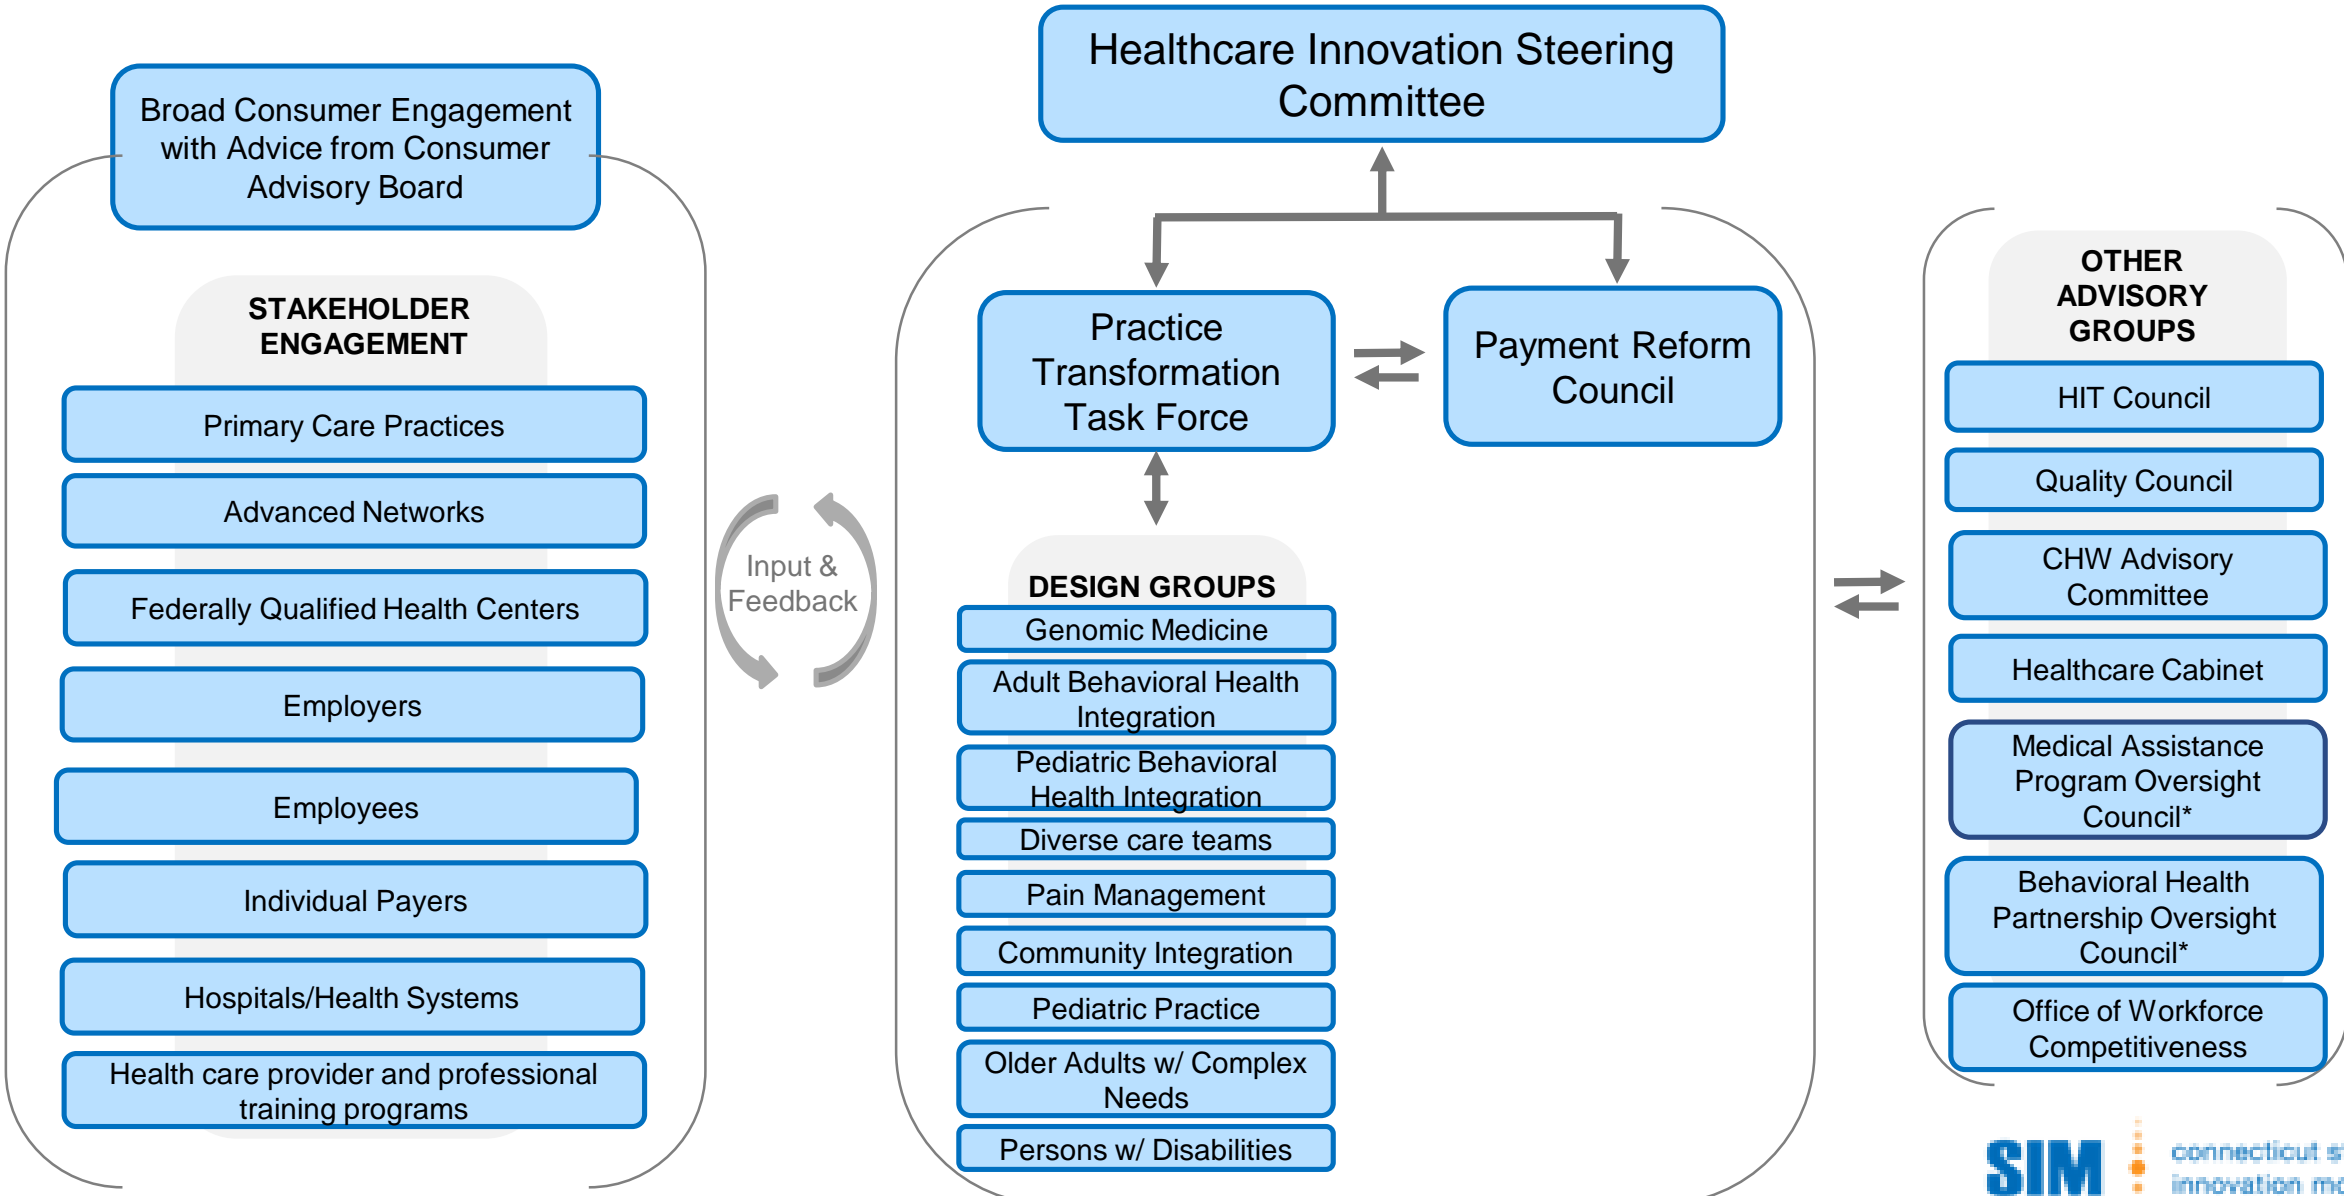 Healthcare Innovation Steering
Committee
Broad Consumer Engagement
with Advice from Consumer
Advisory Board
STAKEHOLDER
ENGAGEMENT
Primary Care Practices
Advanced Networks
Federally Qualified Health Centers
Employers
Employees
Individual Payers
Hospitals/Health Systems
Health care provider and professional
training programs
Input &
Feedback
Practice
Transformation
Task Force
Payment Reform
Council
DESIGN GROUPS
Genomic Medicine
Adult Behavioral Health
Integration
Pediatric Behavioral
Health Integration
Diverse care teams
Pain Management
Community Integration
Pediatric Practice
Older Adults w/ Complex
Needs
Persons w/ Disabilities
OTHER
ADVISORY
GROUPS
HIT Council
Quality Council
CHW Advisory
Committee
Healthcare Cabinet
Medical Assistance
Program Oversight
Council*
Behavioral Health
Partnership Oversight
Council*
Office of Workforce
Competitiveness
SIM
connecticut
innovation